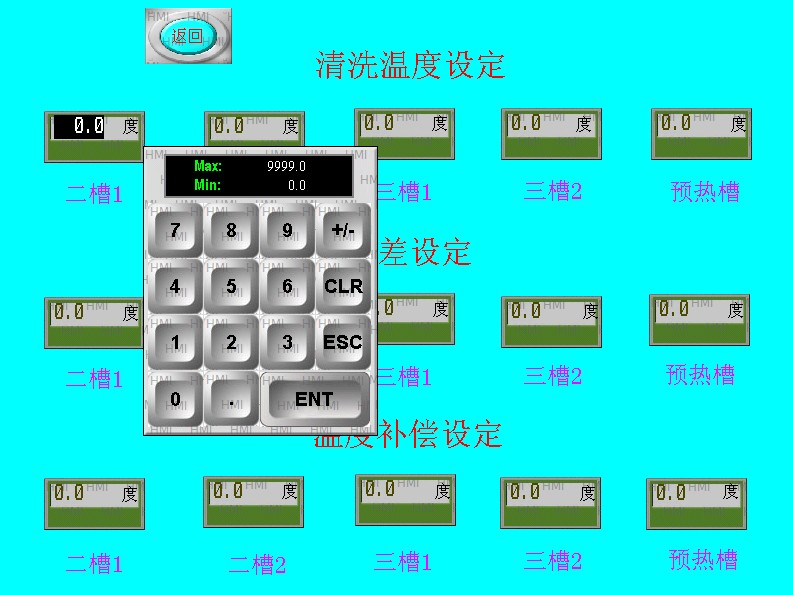 返回
清洗温度设定
0.0 度 0.0 度 0.0 度 0.0 度 0.0 度
二槽1 三槽1 三槽2 预热槽
Max: 9999.0
Min: 0.0
7 8 9 +/-
4 5 6 CLR
1 2 3 ESC
0 . ENT
差设定
0.0 度 .0 度 0.0 度 0.0 度
二槽1 三槽1 三槽2 预热槽
温度补偿设定
0.0 度 0.0 度 0.0 度 0.0 度 0.0 度
二槽1 二槽2 三槽1 三槽2 预热槽